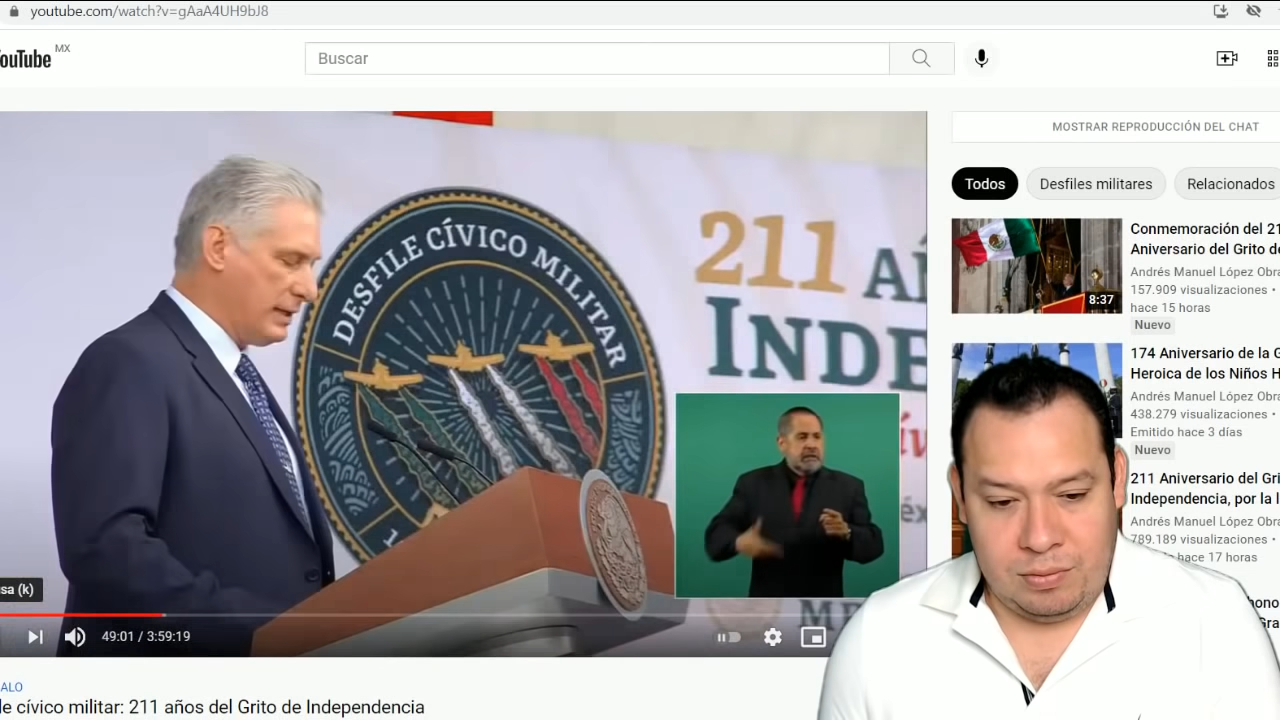 youtube.com/watch?v=gAaA4UH9bJ8
YouTube MX
Buscar
MOSTRAR REPRODUCCIÓN DEL CHAT
Todos
Desfiles militares
Relacionados
DESFILE CÍVICO MILITAR
211 AÑ
INDE
Conmemoración del 21
Aniversario del Grito de
Andrés Manuel López Obra
157.909 visualizaciones •
hace 15 horas
Nuevo
8:37
174 Aniversario de la G
Heroica de los Niños H
Andrés Manuel López Obra
438.279 visualizaciones •
Emitido hace 3 días
Nuevo
211 Aniversario del Gri
Independencia, por la l
Andrés Manuel López Obra
789.189 visualizaciones •
hace 17 horas
sa (k)
49:01 / 3:59:19
ALO
le cívico militar: 211 años del Grito de Independencia